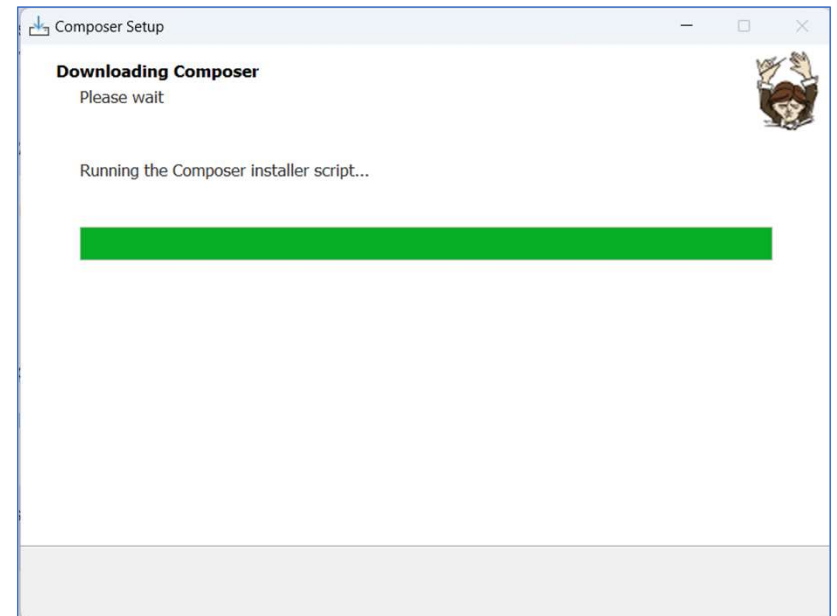 Composer Setup
Downloading Composer
Please wait
Running the Composer installer script...